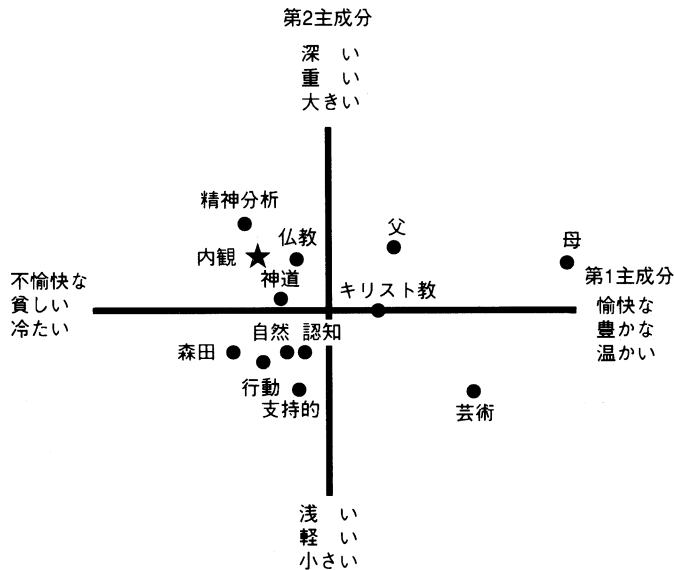 第2主成分
深　い
重　い
大きい
精神分析
内観
仏教
神道
父
母
キリスト教
不愉快な
貧しい
冷たい
第1主成分
愉快な
豊かな
温かい
自然 認知
森田
行動
支持的
芸術
浅　い
軽　い
小さい